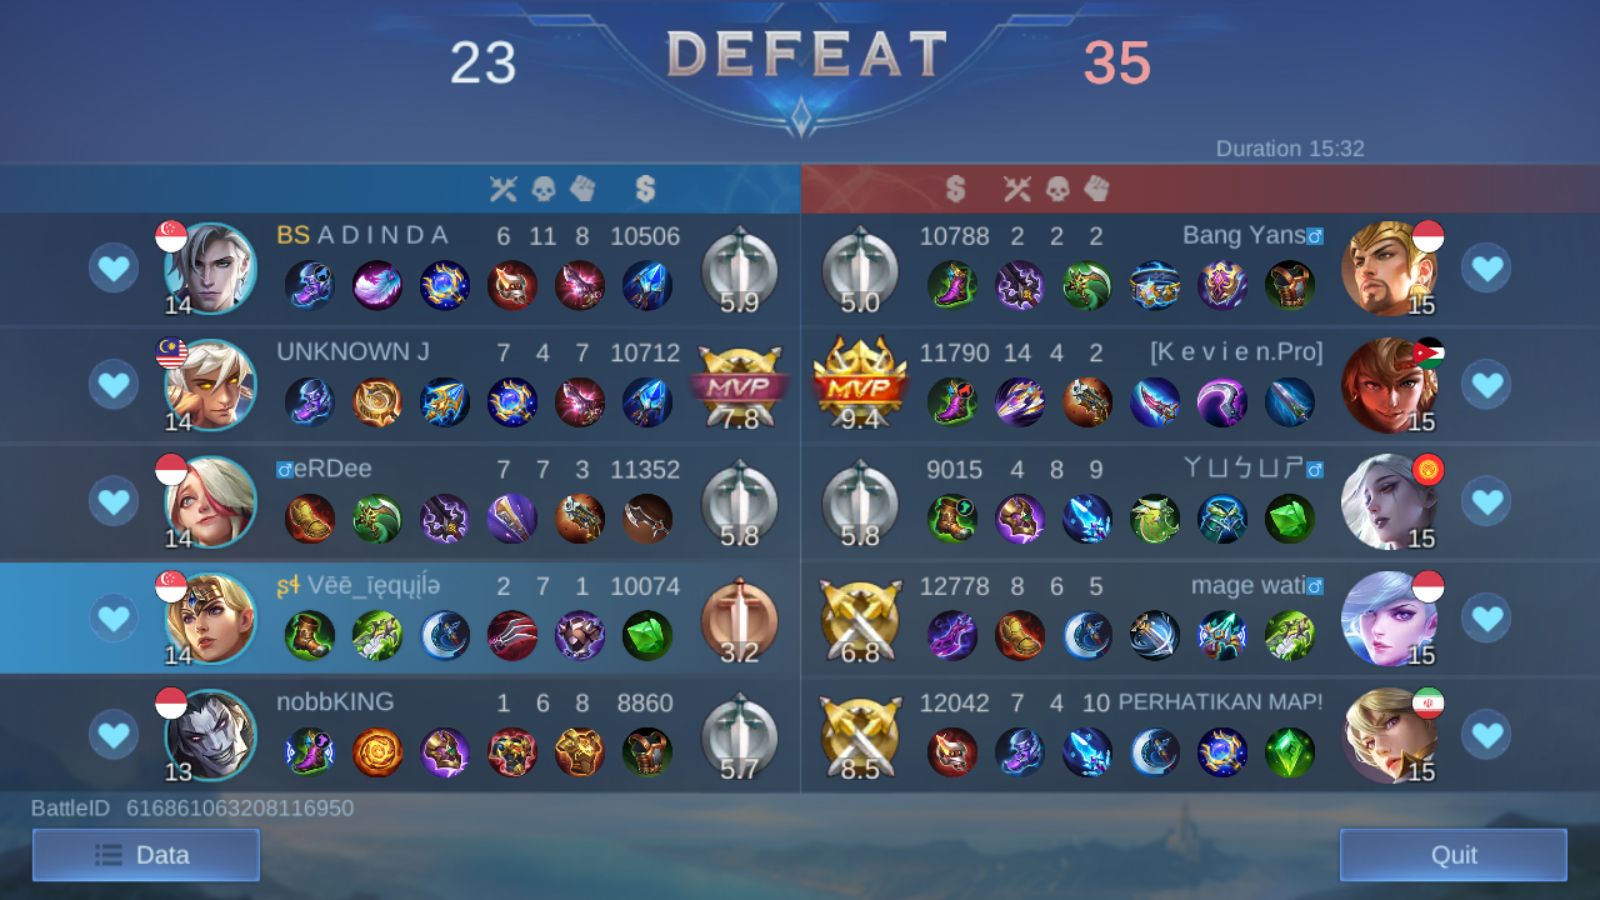 23 DEFEAT 35
Duration 15:32
BS A D I N D A 6 11 8 10506
14 5.9
10788 2 2 2 Bang Yans♂
5.0 15
UNKNOWN J 7 4 7 10712
14 MVP 7.8
11790 14 4 2 [K e v i e n.Pro]
MVP 9.4 15
♂eRDee 7 7 3 11352
14 5.8
9015 4 8 9 ㄚㄩㄣㄩㄕ♂
5.8 15
2 7 1 10074
14 3.2
12778 8 6 5 mage wati♂
6.8 15
nobbKING 1 6 8 8860
13 5.7
12042 7 4 10 PERHATIKAN MAP!
8.5 15
BattleID 616861063208116950
Data
Quit